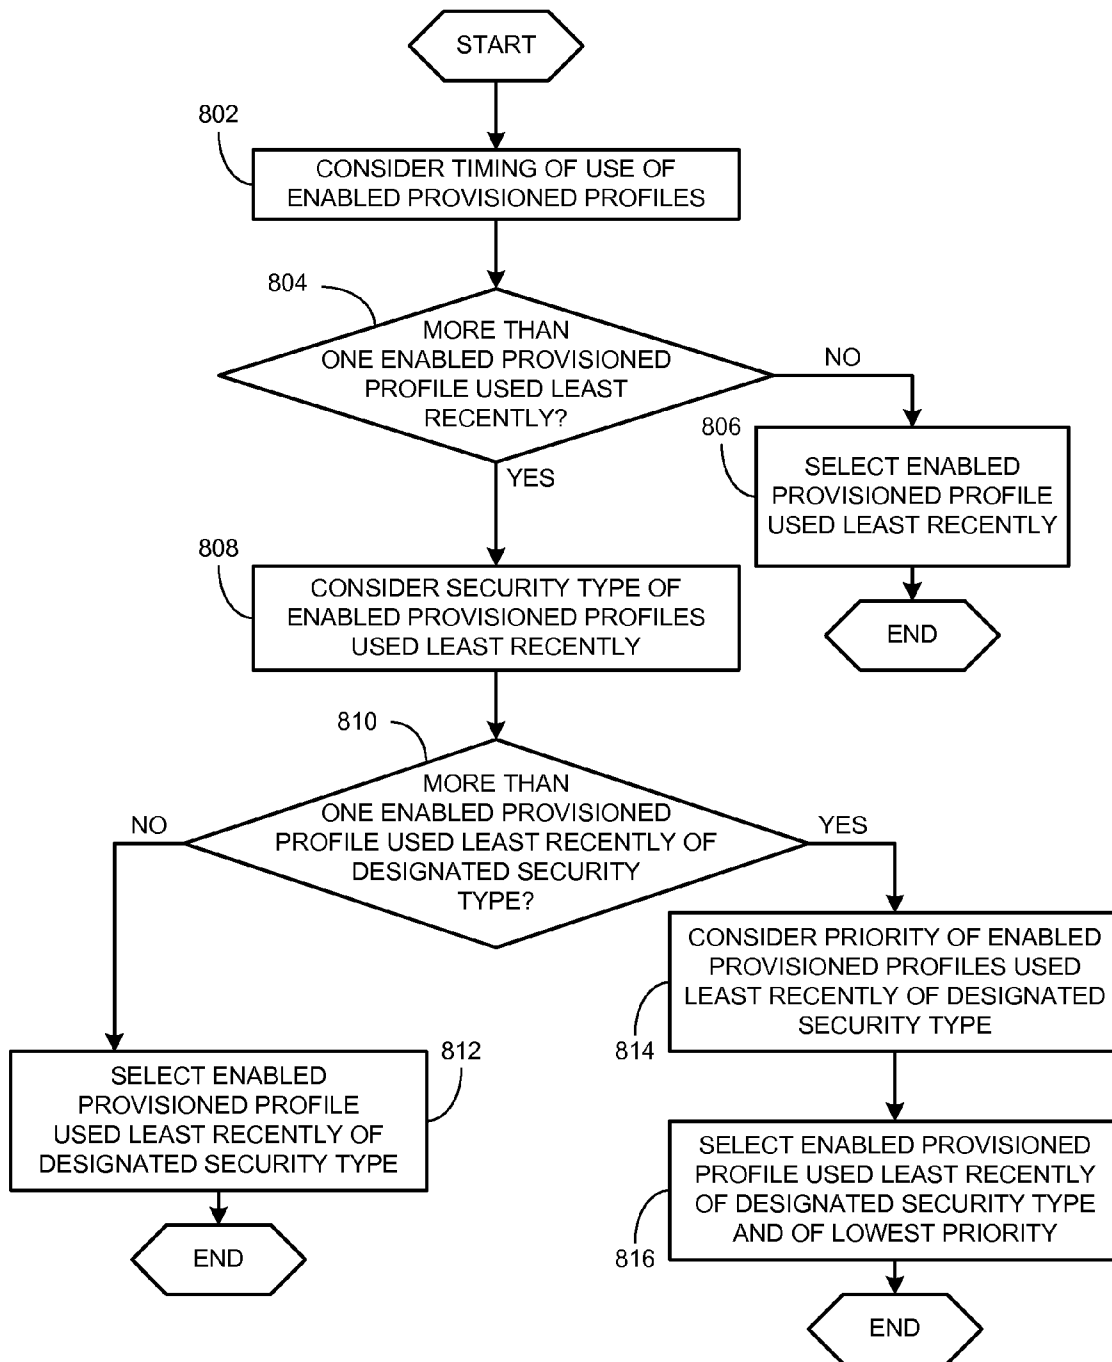 START
802
CONSIDER TIMING OF USE OF
ENABLED PROVISIONED PROFILES
804
MORE THAN
ONE ENABLED PROVISIONED
PROFILE USED LEAST
RECENTLY?
NO
YES
806
SELECT ENABLED
PROVISIONED PROFILE
USED LEAST RECENTLY
END
808
CONSIDER SECURITY TYPE OF
ENABLED PROVISIONED PROFILES
USED LEAST RECENTLY
810
MORE THAN
ONE ENABLED PROVISIONED
PROFILE USED LEAST RECENTLY OF
DESIGNATED SECURITY
TYPE?
NO
YES
812
SELECT ENABLED
PROVISIONED PROFILE
USED LEAST RECENTLY OF
DESIGNATED SECURITY TYPE
END
814
CONSIDER PRIORITY OF ENABLED
PROVISIONED PROFILES USED
LEAST RECENTLY OF DESIGNATED
SECURITY TYPE
816
SELECT ENABLED PROVISIONED
PROFILE USED LEAST RECENTLY
OF DESIGNATED SECURITY TYPE
AND OF LOWEST PRIORITY
END